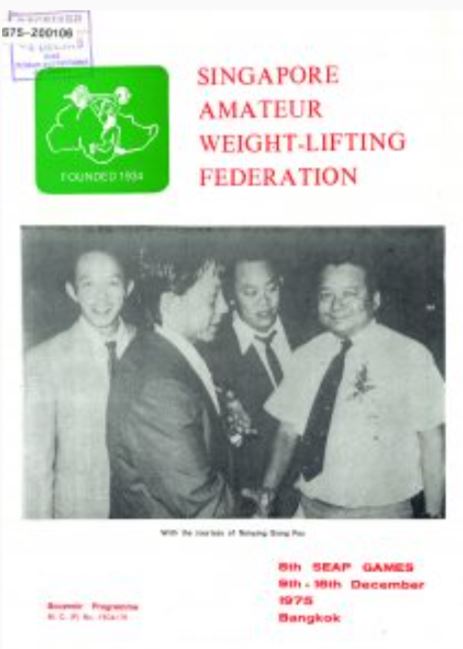 S75-200106
SINGAPORE
AMATEUR
WEIGHT-LIFTING
FEDERATION
FOUNDED 1934
With the courtesy of Nanyang Siang Pau
8th SEAP GAMES
9th - 16th December
1975
Bangkok
Souvenir Programme